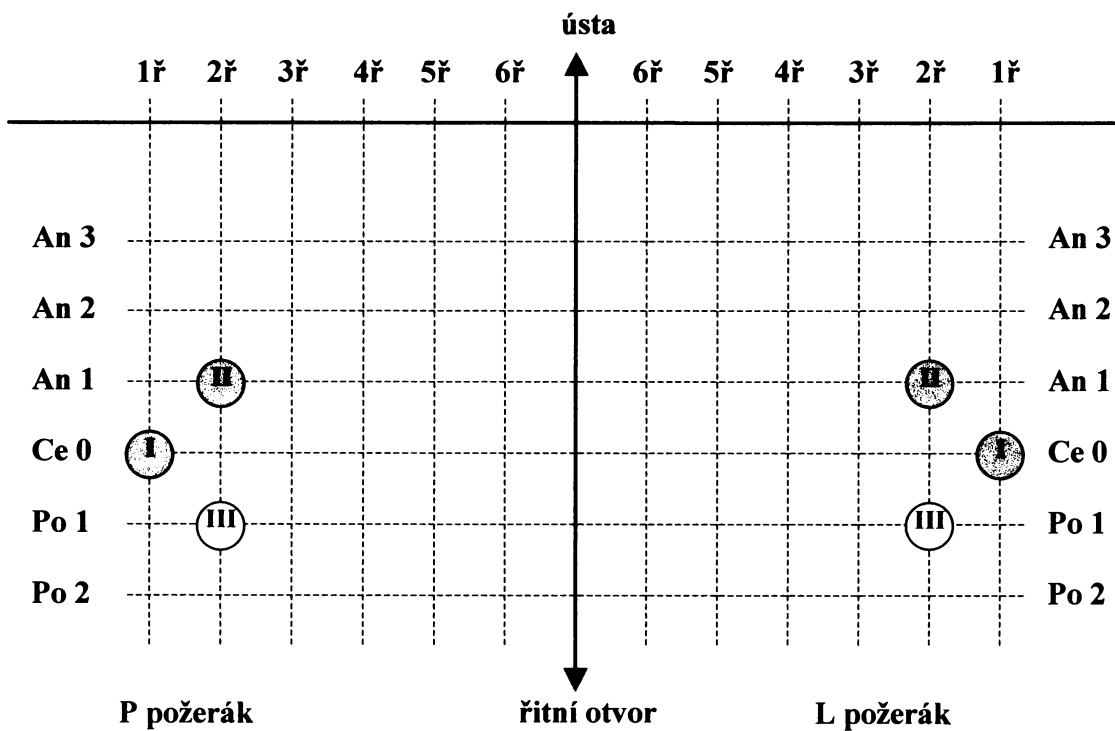 ústa
1ř 2ř 3ř 4ř 5ř 6ř 6ř 5ř 4ř 3ř 2ř 1ř
An 3 An 3
An 2 An 2
An 1 II II An 1
Ce 0 I I Ce 0
Po 1 III III Po 1
Po 2 Po 2
P požerák řitní otvor L požerák